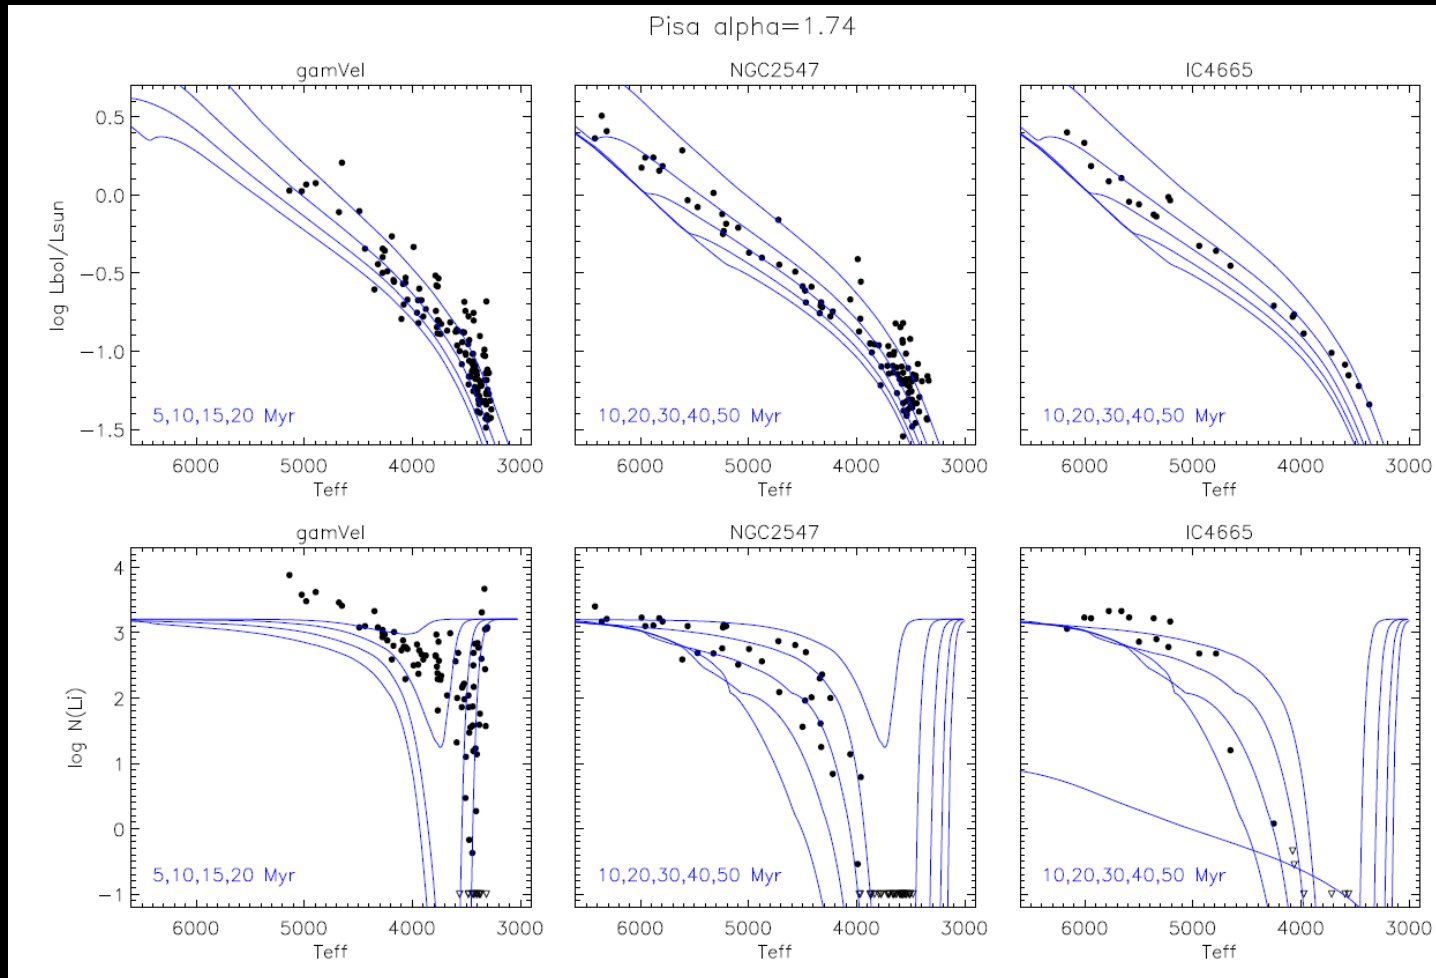 Pisa alpha=1.74
gamVel
NGC2547
IC4665
log Lbol/Lsun
0.5
0.0
−0.5
−1.0
−1.5
5,10,15,20 Myr
10,20,30,40,50 Myr
10,20,30,40,50 Myr
6000 5000 4000 3000
6000 5000 4000 3000
6000 5000 4000 3000
Teff
Teff
Teff
gamVel
NGC2547
IC4665
log N(Li)
4
3
2
1
0
−1
5,10,15,20 Myr
10,20,30,40,50 Myr
10,20,30,40,50 Myr
6000 5000 4000 3000
6000 5000 4000 3000
6000 5000 4000 3000
Teff
Teff
Teff